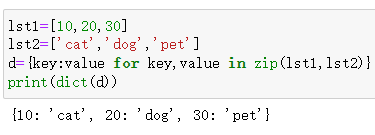 lst1=[10,20,30]
lst2=['cat','dog','pet']
d={key:value for key,value in zip(lst1,lst2)}
print(dict(d))
{10: 'cat', 20: 'dog', 30: 'pet'}